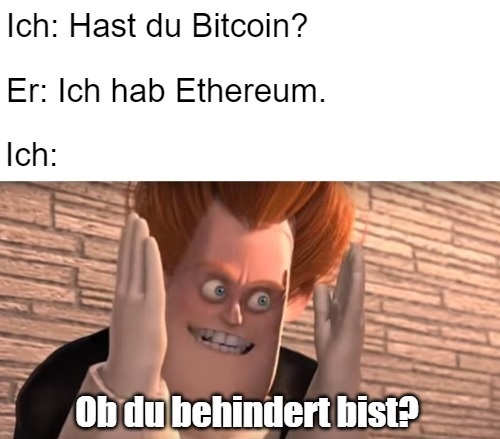 Ich: Hast du Bitcoin?
Er: Ich hab Ethereum.
Ich:
Ob du behindert bist?